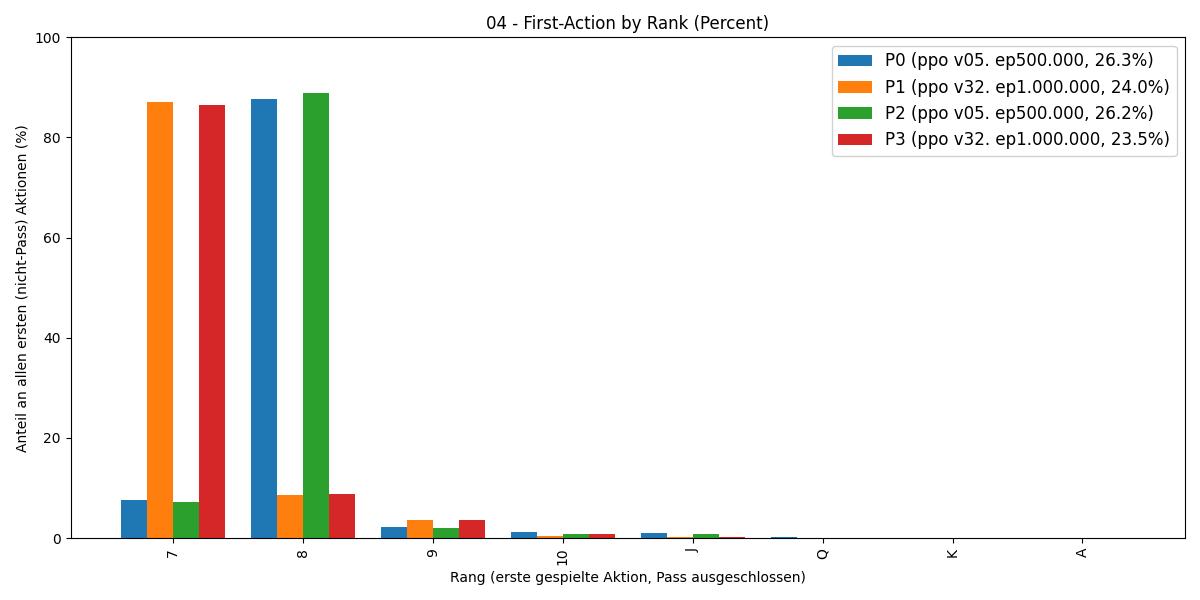 04 - First-Action by Rank (Percent)
P0 (ppo v05. ep500.000, 26.3%)
P1 (ppo v32. ep1.000.000, 24.0%)
P2 (ppo v05. ep500.000, 26.2%)
P3 (ppo v32. ep1.000.000, 23.5%)
Anteil an allen ersten (nicht-Pass) Aktionen (%)
100
80
60
40
20
0
7
8
9
10
J
Q
K
A
Rang (erste gespielte Aktion, Pass ausgeschlossen)